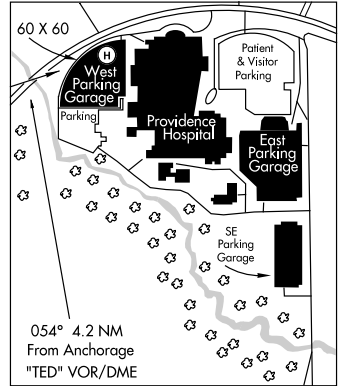 60 X 60
H
West
Parking
Garage
Patient
& Visitor
Parking
Parking
Providence
Hospital
East
Parking
Garage
SE
Parking
Garage
054° 4.2 NM
From Anchorage
"TED" VOR/DME